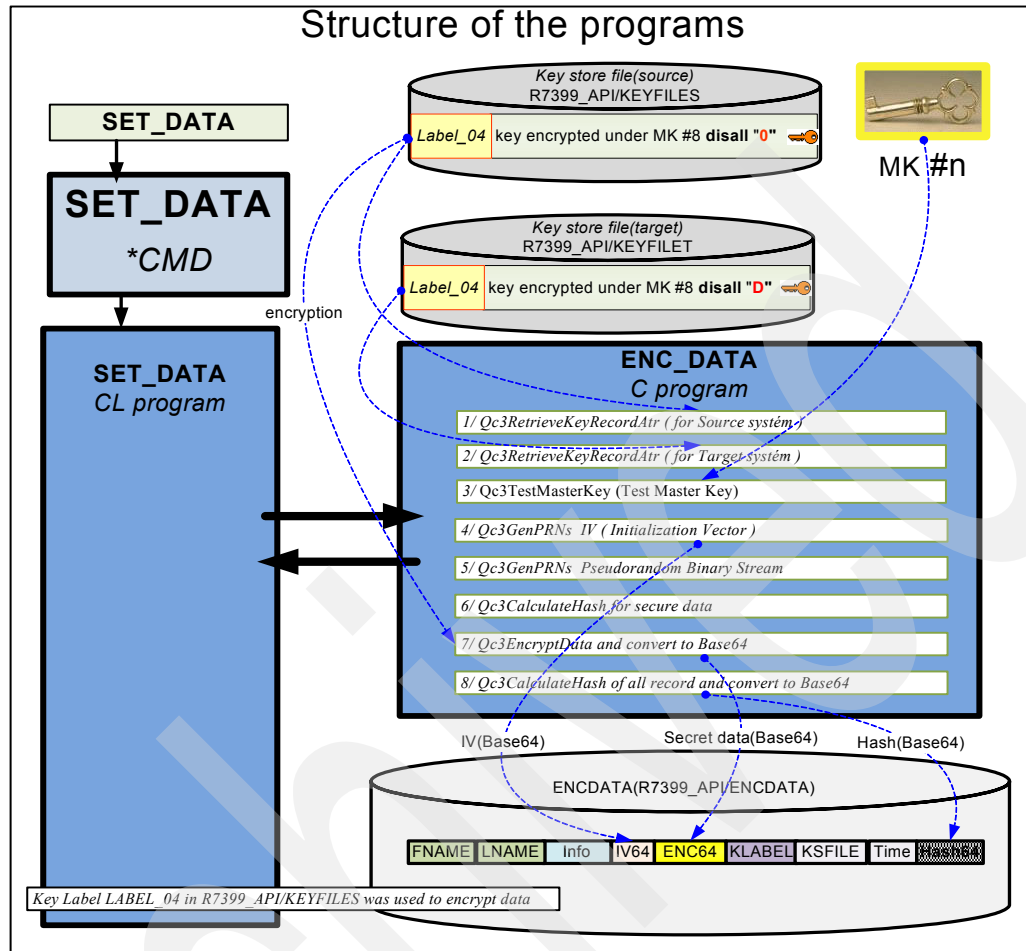 Structure of the programs
SET_DATA
SET_DATA
*CMD
SET_DATA
CL program
Key store file(source)
R7399_API/KEYFILES
Label_04 key encrypted under MK #8 disall "0"
MK #n
Key store file(target)
R7399_API/KEYFILET
Label_04 key encrypted under MK #8 disall "D"
encryption
ENC_DATA
C program
1/ Qc3RetrieveKeyRecordAtr ( for Source systém )
2/ Qc3RetrieveKeyRecordAtr ( for Target systém )
3/ Qc3TestMasterKey (Test Master Key)
4/ Qc3GenPRNs IV ( Initialization Vector )
5/ Qc3GenPRNs Pseudorandom Binary Stream
6/ Qc3CalculateHash for secure data
7/ Qc3EncryptData and convert to Base64
8/ Qc3CalculateHash of all record and convert to Base64
IV(Base64)
Secret data(Base64)
Hash(Base64)
ENCDATA(R7399_API/ENCDATA)
FNAME LNAME Info IV64 ENC64 KLABEL KSFILE Time Hash64
Key Label LABEL_04 in R7399_API/KEYFILES was used to encrypt data